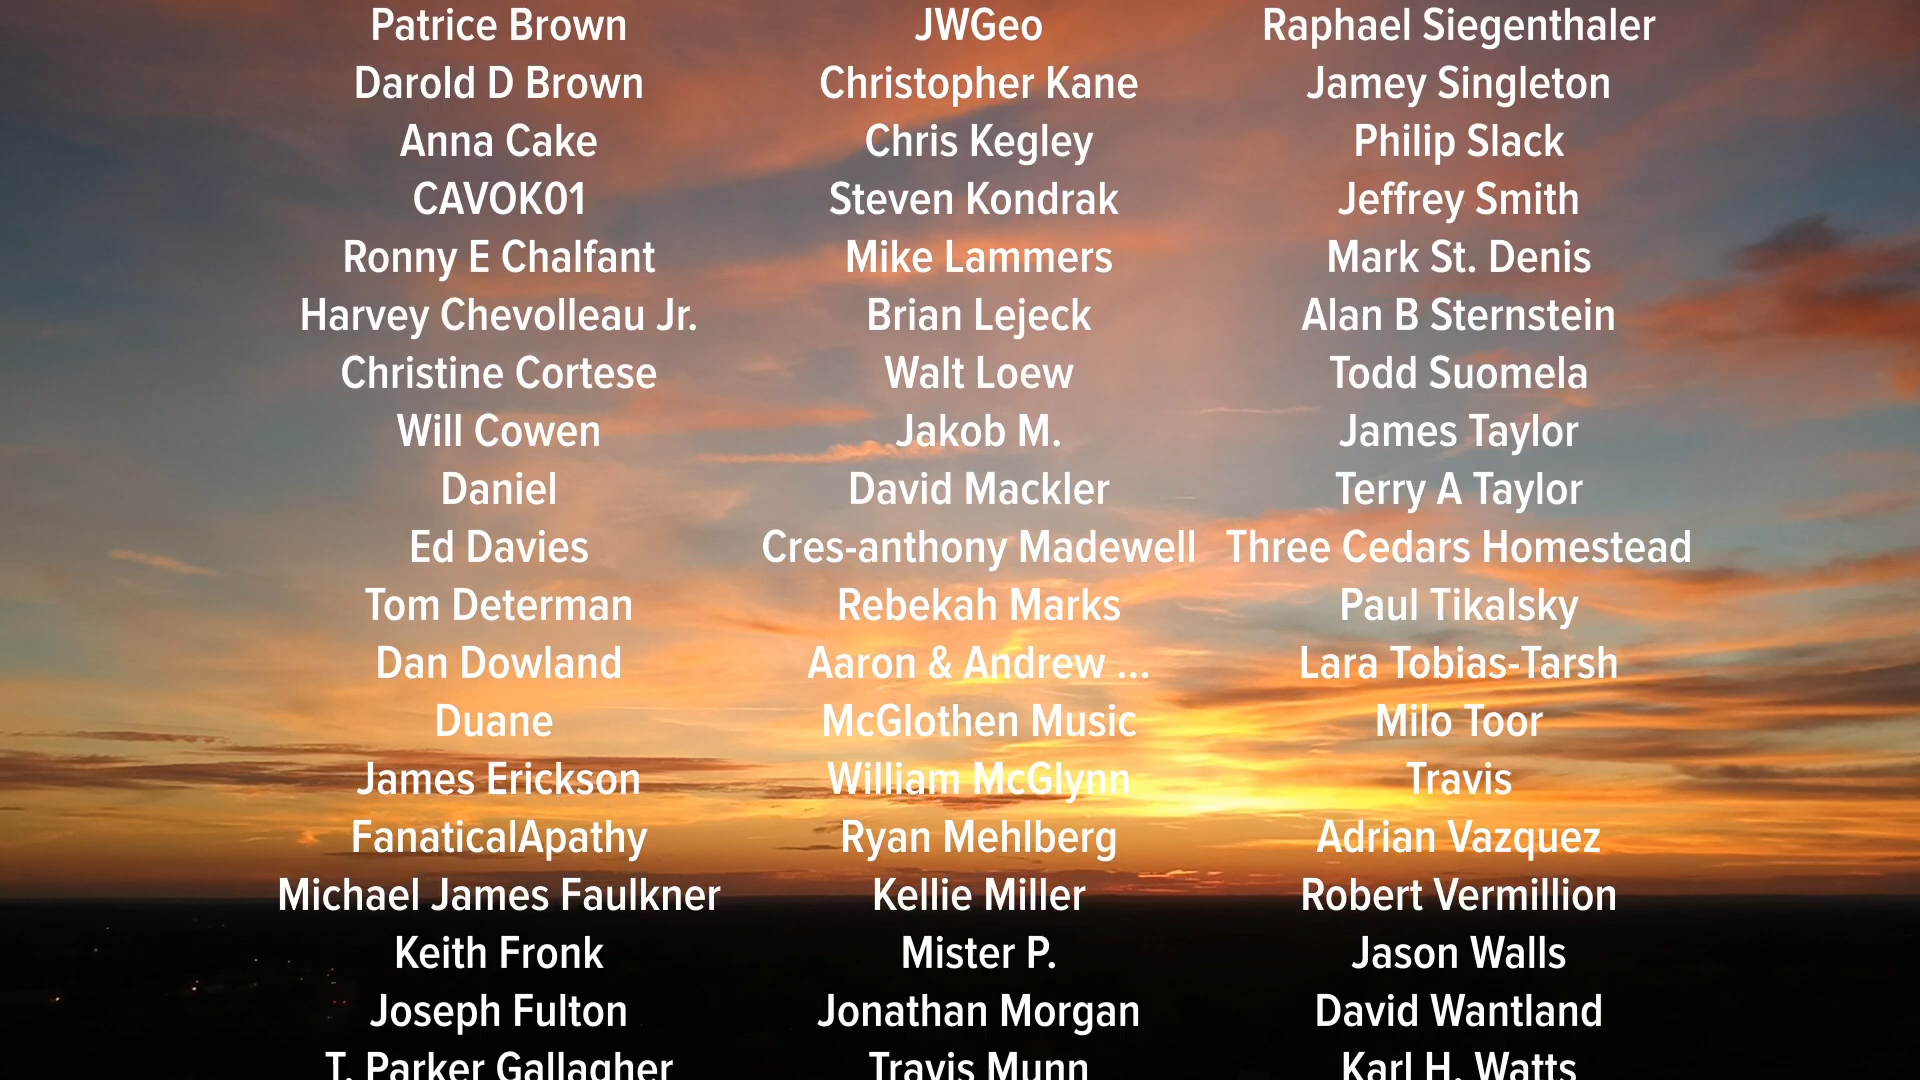 Patrice Brown
Darold D Brown
Anna Cake
CAVOK01
Ronny E Chalfant
Harvey Chevolleau Jr.
Christine Cortese
Will Cowen
Daniel
Ed Davies
Tom Determan
Dan Dowland
Duane
James Erickson
FanaticalApathy
Michael James Faulkner
Keith Fronk
Joseph Fulton
T. Parker Gallagher
JWGeo
Christopher Kane
Chris Kegley
Steven Kondrak
Mike Lammers
Brian Lejeck
Walt Loew
Jakob M.
David Mackler
Cres-anthony Madewell
Rebekah Marks
Aaron & Andrew ...
McGlothen Music
William McGlynn
Ryan Mehlberg
Kellie Miller
Mister P.
Jonathan Morgan
Travis Munn
Raphael Siegenthaler
Jamey Singleton
Philip Slack
Jeffrey Smith
Mark St. Denis
Alan B Sternstein
Todd Suomela
James Taylor
Terry A Taylor
Three Cedars Homestead
Paul Tikalsky
Lara Tobias-Tarsh
Milo Toor
Travis
Adrian Vazquez
Robert Vermillion
Jason Walls
David Wantland
Karl H. Watts